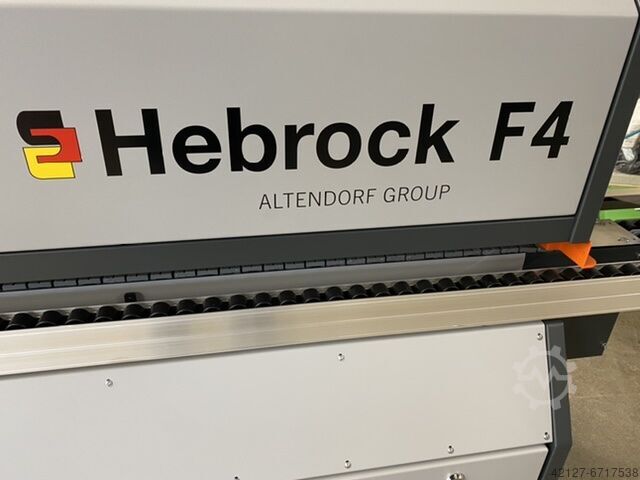 Hebrock F4
ALTENDORF GROUP
42127-6717538